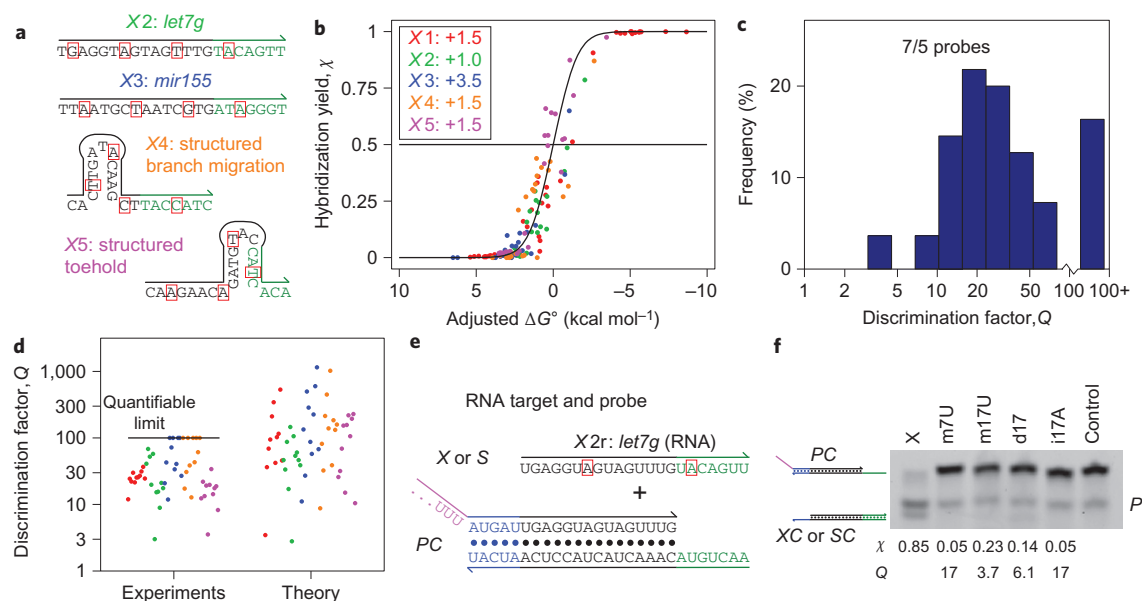 a
X2: let7g
TGAGGTAGTAGTTTGTACAGTT
X3: mir155
TTAATGCTAATCGTGATAGGGT
X4: structured
branch migration
CA
CTTACCATC
X5: structured
toehold
CAAGAACA
ACA
b
Hybridization yield, χ
1
0.75
0.5
0.25
0
X1: +1.5
X2: +1.0
X3: +3.5
X4: +1.5
X5: +1.5
10 5 0 –5 –10
Adjusted ΔG° (kcal mol–1)
c
7/5 probes
Frequency (%)
20
10
0
1 2 5 10 20 50 100 100+
Discrimination factor, Q
d
Discrimination factor, Q
1,000
300
100
30
10
3
1
Quantifiable
limit
Experiments Theory
e
RNA target and probe
X2r: let7g (RNA)
X or S
UGAGGUAGUAGUUUGUACAGUU
+
...UUU
PC
AUGAUUGAGGUAGUAGUUUG
UACUAACUCCAUCAUCAAACAUGUCAA
f
X m7U m17U d17 i17A Control
PC
XC or SC
P
χ 0.85 0.05 0.23 0.14 0.05
Q 17 3.7 6.1 17